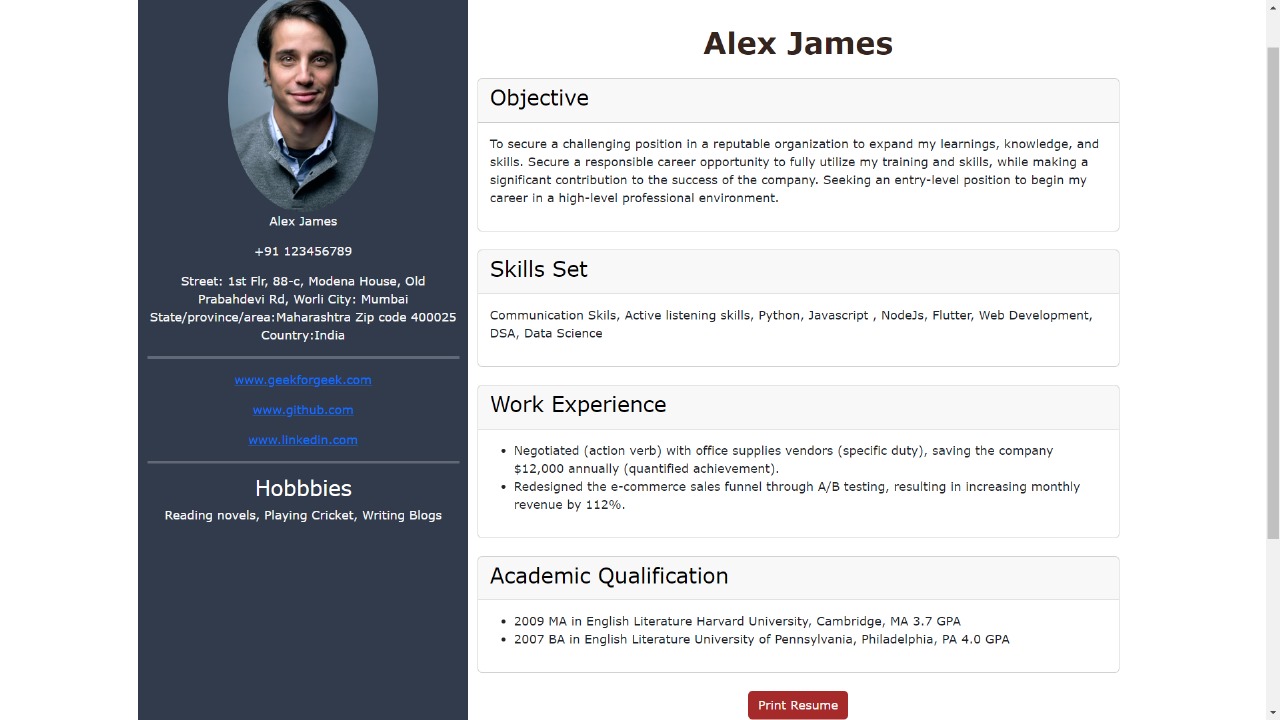 Alex James
+91 123456789
Street: 1st Flr, 88-c, Modena House, Old
Prabahdevi Rd, Worli City: Mumbai
State/province/area:Maharashtra Zip code 400025
Country:India
www.geekforgeek.com
www.github.com
www.linkedin.com
Hobbbies
Reading novels, Playing Cricket, Writing Blogs
Alex James
Objective
To secure a challenging position in a reputable organization to expand my learnings, knowledge, and
skills. Secure a responsible career opportunity to fully utilize my training and skills, while making a
significant contribution to the success of the company. Seeking an entry-level position to begin my
career in a high-level professional environment.
Skills Set
Communication Skils, Active listening skills, Python, Javascript , NodeJs, Flutter, Web Development,
DSA, Data Science
Work Experience
• Negotiated (action verb) with office supplies vendors (specific duty), saving the company
$12,000 annually (quantified achievement).
• Redesigned the e-commerce sales funnel through A/B testing, resulting in increasing monthly
revenue by 112%.
Academic Qualification
• 2009 MA in English Literature Harvard University, Cambridge, MA 3.7 GPA
• 2007 BA in English Literature University of Pennsylvania, Philadelphia, PA 4.0 GPA
Print Resume